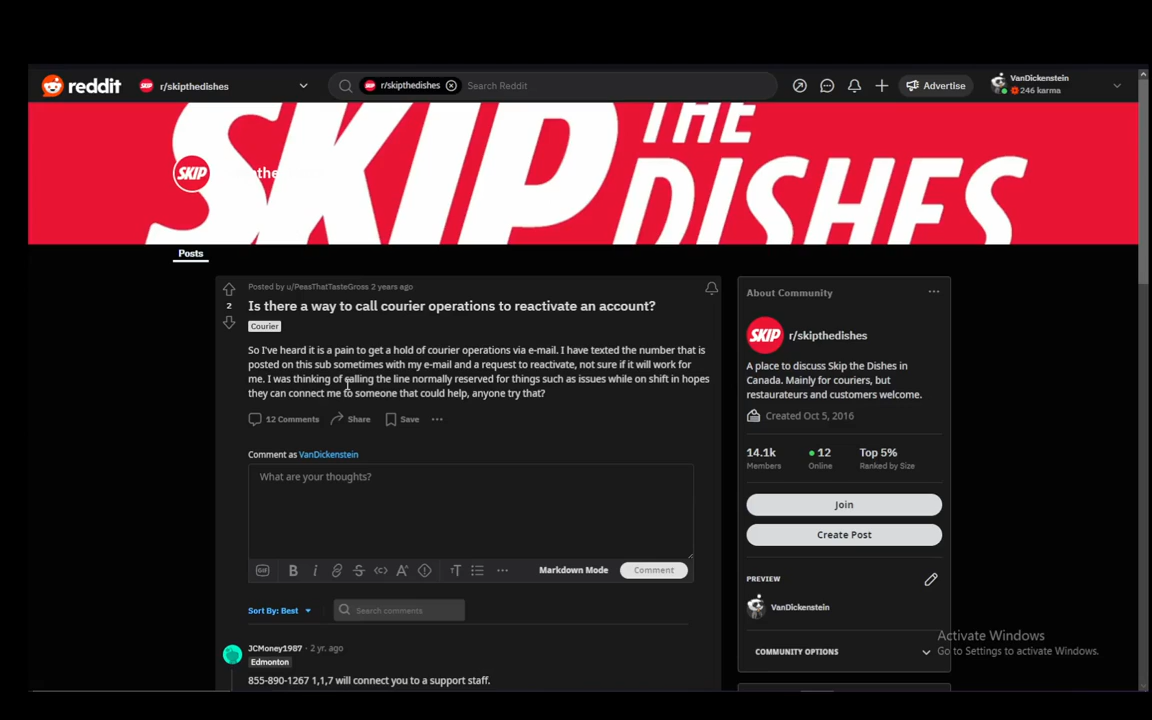 reddit
SKIP r/skipthedishes
SKIP r/skipthedishes Search Reddit
Advertise
VanDickenstein
246 karma
SKIP THE DISHES
SKIP
Posts
Posted by u/PeasThatTasteGross 2 years ago
2
Is there a way to call courier operations to reactivate an account?
Courier
So I've heard it is a pain to get a hold of courier operations via e-mail. I have texted the number that is
posted on this sub sometimes with my e-mail and a request to reactivate, not sure if it will work for
me. I was thinking of calling the line normally reserved for things such as issues while on shift in hopes
they can connect me to someone that could help, anyone try that?
12 Comments Share Save
Comment as VanDickenstein
What are your thoughts?
GIF B i Markdown Mode Comment
Sort By: Best Search comments
JCMoney1987 · 2 yr. ago
Edmonton
855-890-1267 1,1,7 will connect you to a support staff.
About Community
SKIP r/skipthedishes
A place to discuss Skip the Dishes in
Canada. Mainly for couriers, but
restaurateurs and customers welcome.
Created Oct 5, 2016
14.1k 12 Top 5%
Members Online Ranked by Size
Join
Create Post
PREVIEW
VanDickenstein
COMMUNITY OPTIONS
Activate Windows
Go to Settings to activate Windows.